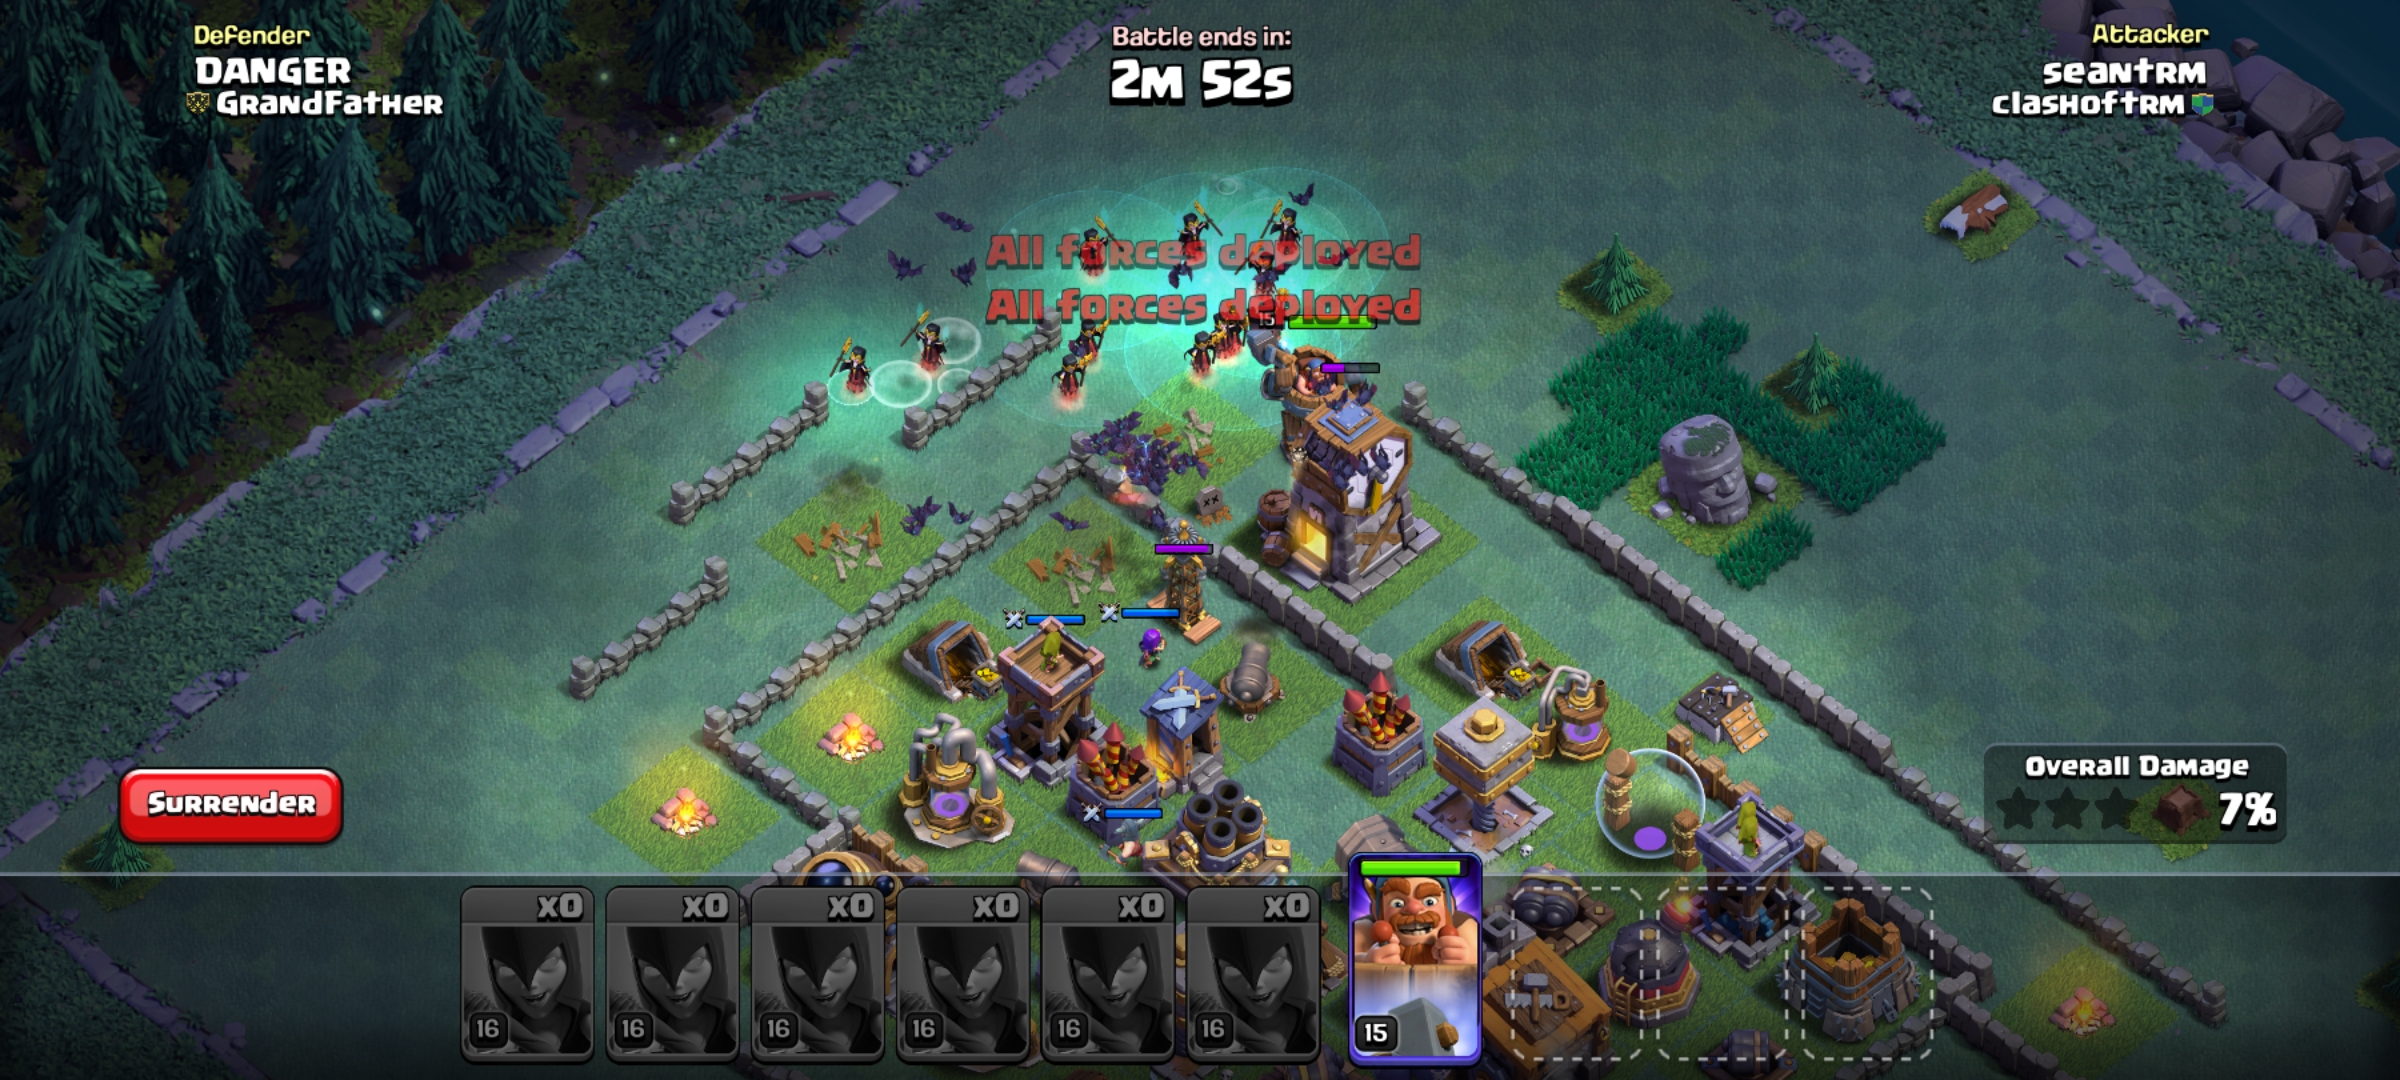 Defender
DANGER
GRANDFATHER
Battle ends in:
2M 52S
Attacker
seantRM
clashoftRM
All forces deployed
All forces deployed
15
Surrender
Overall Damage
7%
x0
x0
x0
x0
x0
x0
16
16
16
16
16
16
15